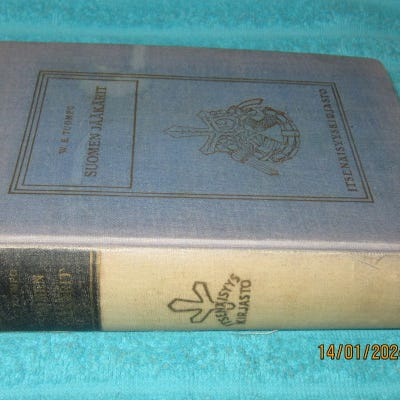 W. E. TUOMPO
SUOMEN JÄÄKÄRIT
ITSENÄISYYSKIRJASTO
ITSENÄISYYS
KIRJASTO
14/01/202